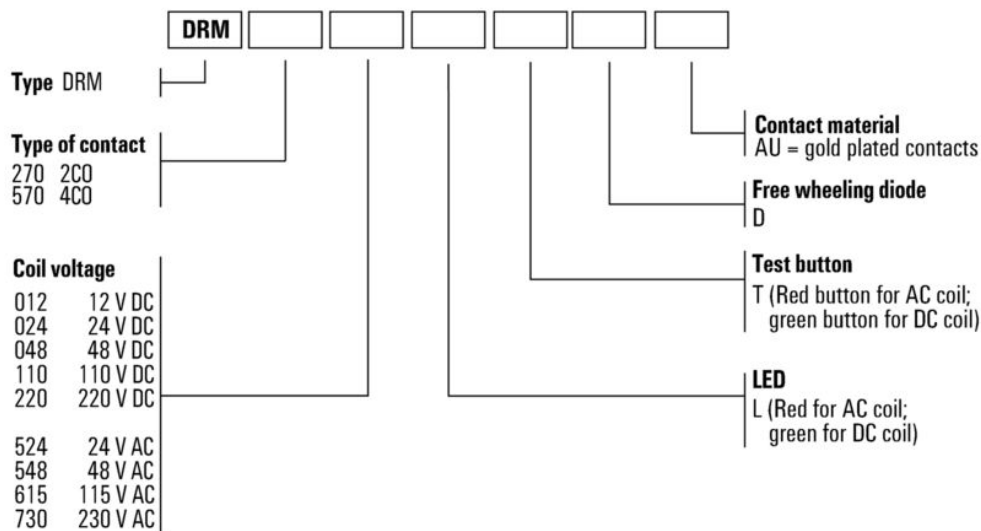 DRM
Type DRM
Type of contact
270 2CO
570 4CO
Coil voltage
012 12 V DC
024 24 V DC
048 48 V DC
110 110 V DC
220 220 V DC
524 24 V AC
548 48 V AC
615 115 V AC
730 230 V AC
Contact material
AU = gold plated contacts
Free wheeling diode
D
Test button
T (Red button for AC coil;
green button for DC coil)
LED
L (Red for AC coil;
green for DC coil)